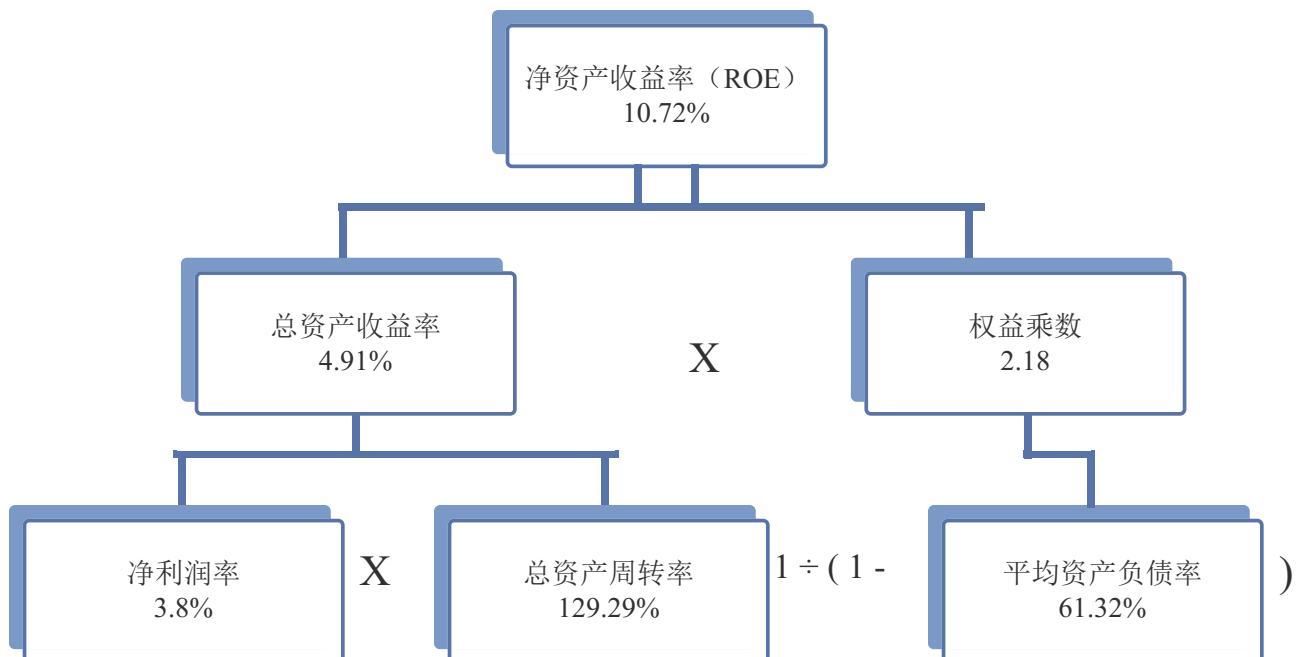 净资产收益率（ROE）
10.72%
总资产收益率
4.91%
X
权益乘数
2.18
净利润率
3.8%
X
总资产周转率
129.29%
1 ÷ ( 1 -
平均资产负债率
61.32%
)